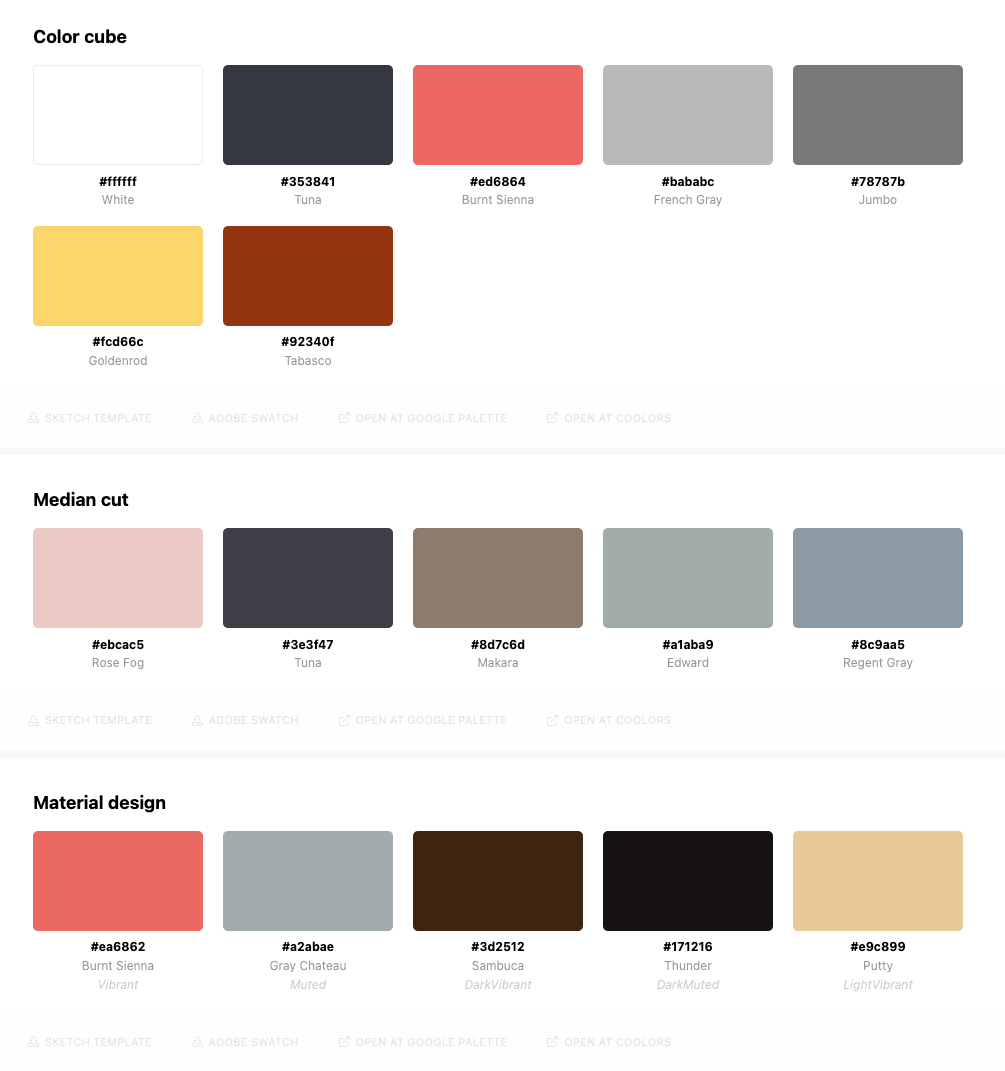 Color cube
#ffffff #353841 #ed6864 #bababc #78787b
White Tuna Burnt Sienna French Gray Jumbo
#fcd66c #92340f
Goldenrod Tabasco
SKETCH TEMPLATE ADOBE SWATCH OPEN AT GOOGLE PALETTE OPEN AT COOLORS
Median cut
#ebcac5 #3e3f47 #8d7c6d #a1aba9 #8c9aa5
Rose Fog Tuna Makara Edward Regent Gray
SKETCH TEMPLATE ADOBE SWATCH OPEN AT GOOGLE PALETTE OPEN AT COOLORS
Material design
#ea6862 #a2abae #3d2512 #171216 #e9c899
Burnt Sienna Gray Chateau Sambuca Thunder Putty
Vibrant Muted DarkVibrant DarkMuted LightVibrant
SKETCH TEMPLATE ADOBE SWATCH OPEN AT GOOGLE PALETTE OPEN AT COOLORS